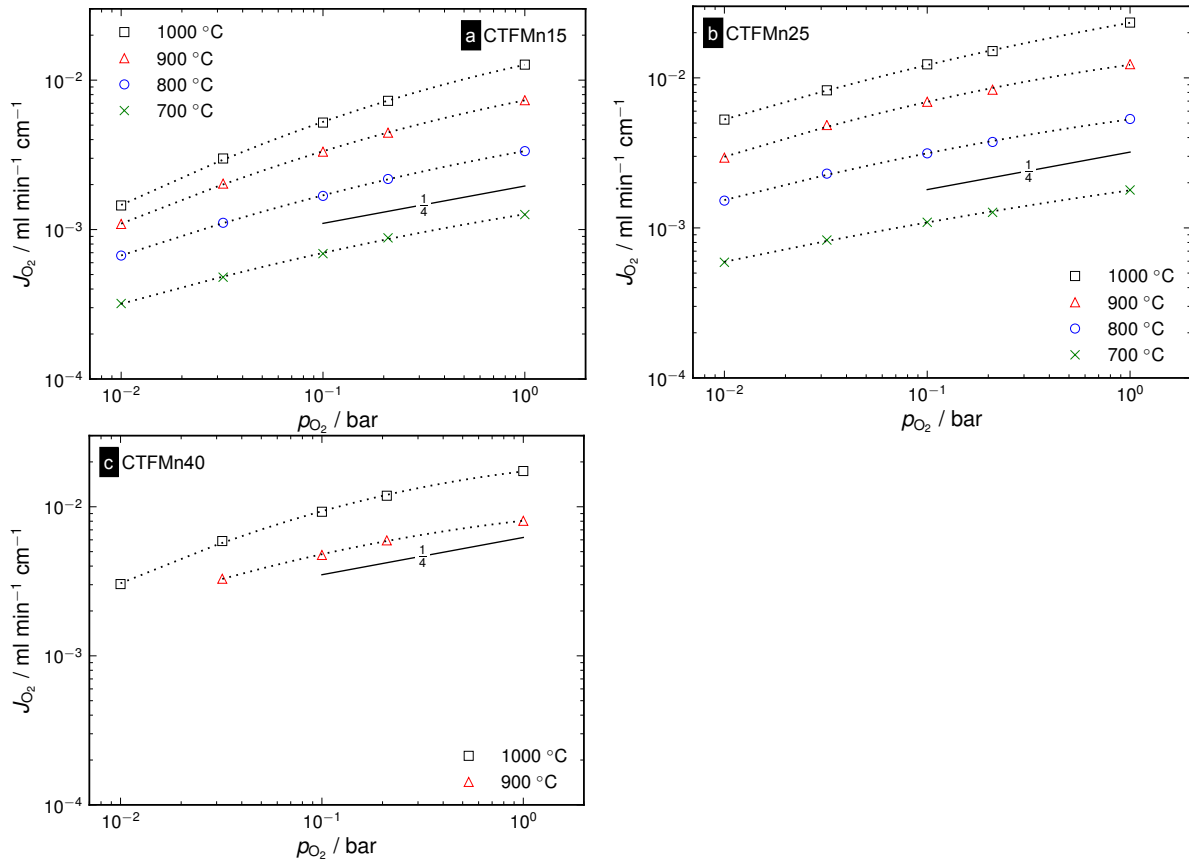 a CTFMn15
1000 °C
900 °C
800 °C
700 °C
10⁻²
10⁻³
10⁻⁴
J_O₂ / ml min⁻¹ cm⁻¹
1/4
10⁻² 10⁻¹ 10⁰
p_O₂ / bar
b CTFMn25
10⁻²
10⁻³
10⁻⁴
J_O₂ / ml min⁻¹ cm⁻¹
1/4
1000 °C
900 °C
800 °C
700 °C
10⁻² 10⁻¹ 10⁰
p_O₂ / bar
c CTFMn40
10⁻²
10⁻³
10⁻⁴
J_O₂ / ml min⁻¹ cm⁻¹
1/4
1000 °C
900 °C
10⁻² 10⁻¹ 10⁰
p_O₂ / bar